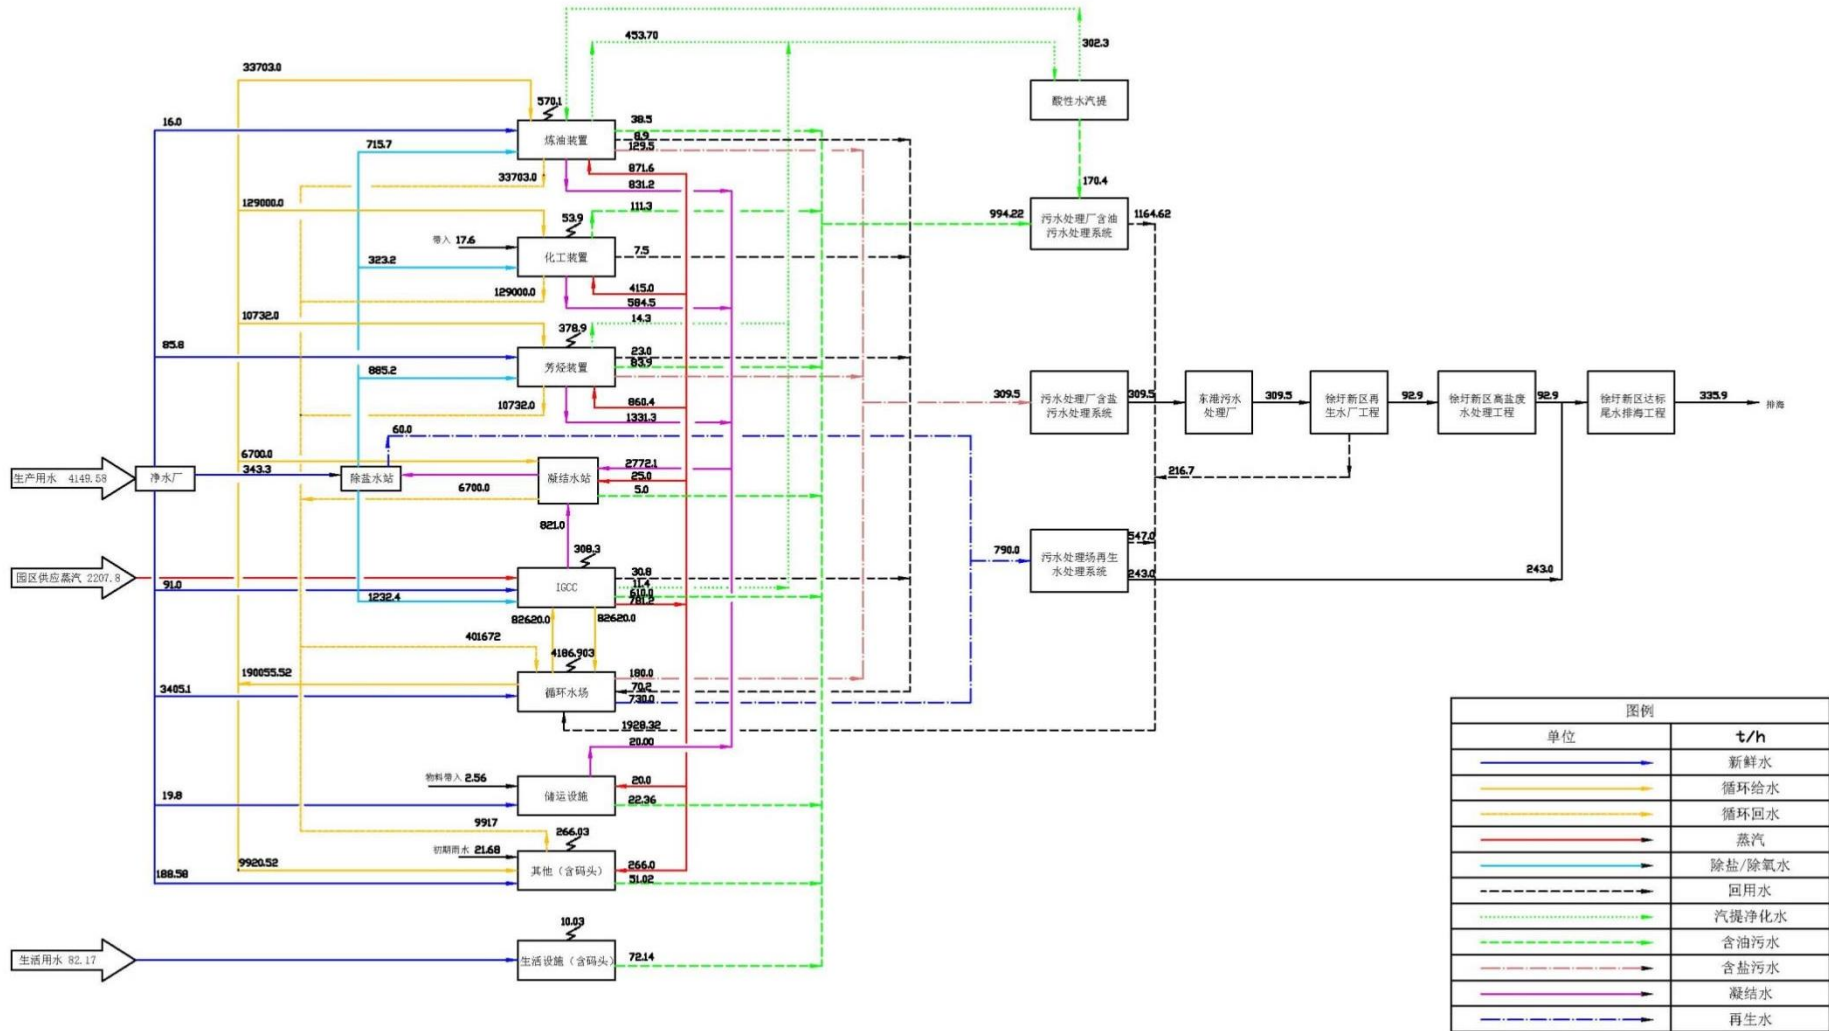 453.70
302.3
33703.0
酸性水汽提
570.1
16.0
38.5
炼油装置
8.9
129.5
715.7
871.6
33703.0
831.2
170.4
129000.0
111.3
53.9
994.22
污水处理厂含油
污水处理系统
1164.62
带入 17.6
化工装置
7.5
323.2
129000.0
415.0
584.5
10732.0
14.3
378.9
85.8
23.0
芳烃装置
83.9
885.2
860.4
10732.0
1331.3
309.5
污水处理厂含盐
污水处理系统
309.5
东港污水
处理厂
309.5
徐圩新区再
生水厂工程
92.9
徐圩新区高盐废
水处理工程
92.9
徐圩新区达标
尾水排海工程
335.9
排海
60.0
6700.0
2772.1
生产用水 4149.58
净水厂
343.3
除盐水站
凝结水站
25.0
5.0
216.7
6700.0
821.0
308.3
790.0
污水处理场再生
水处理系统
547.0
243.0
243.0
园区供应蒸汽 2207.8
91.0
IGCC
30.8
11.4
610.0
781.2
1232.4
82620.0
82620.0
401672
4186.903
190055.52
180.0
3405.1
循环水场
70.2
730.0
1928.32
20.00
物料带入 2.56
20.0
19.8
储运设施
22.36
9917
266.03
初期雨水 21.68
9920.52
其他（含码头）
266.0
188.58
51.02
10.03
生活用水 82.17
生活设施（含码头）
72.14
图例
单位 t/h
新鲜水
循环给水
循环回水
蒸汽
除盐/除氧水
回用水
汽提净化水
含油污水
含盐污水
凝结水
再生水